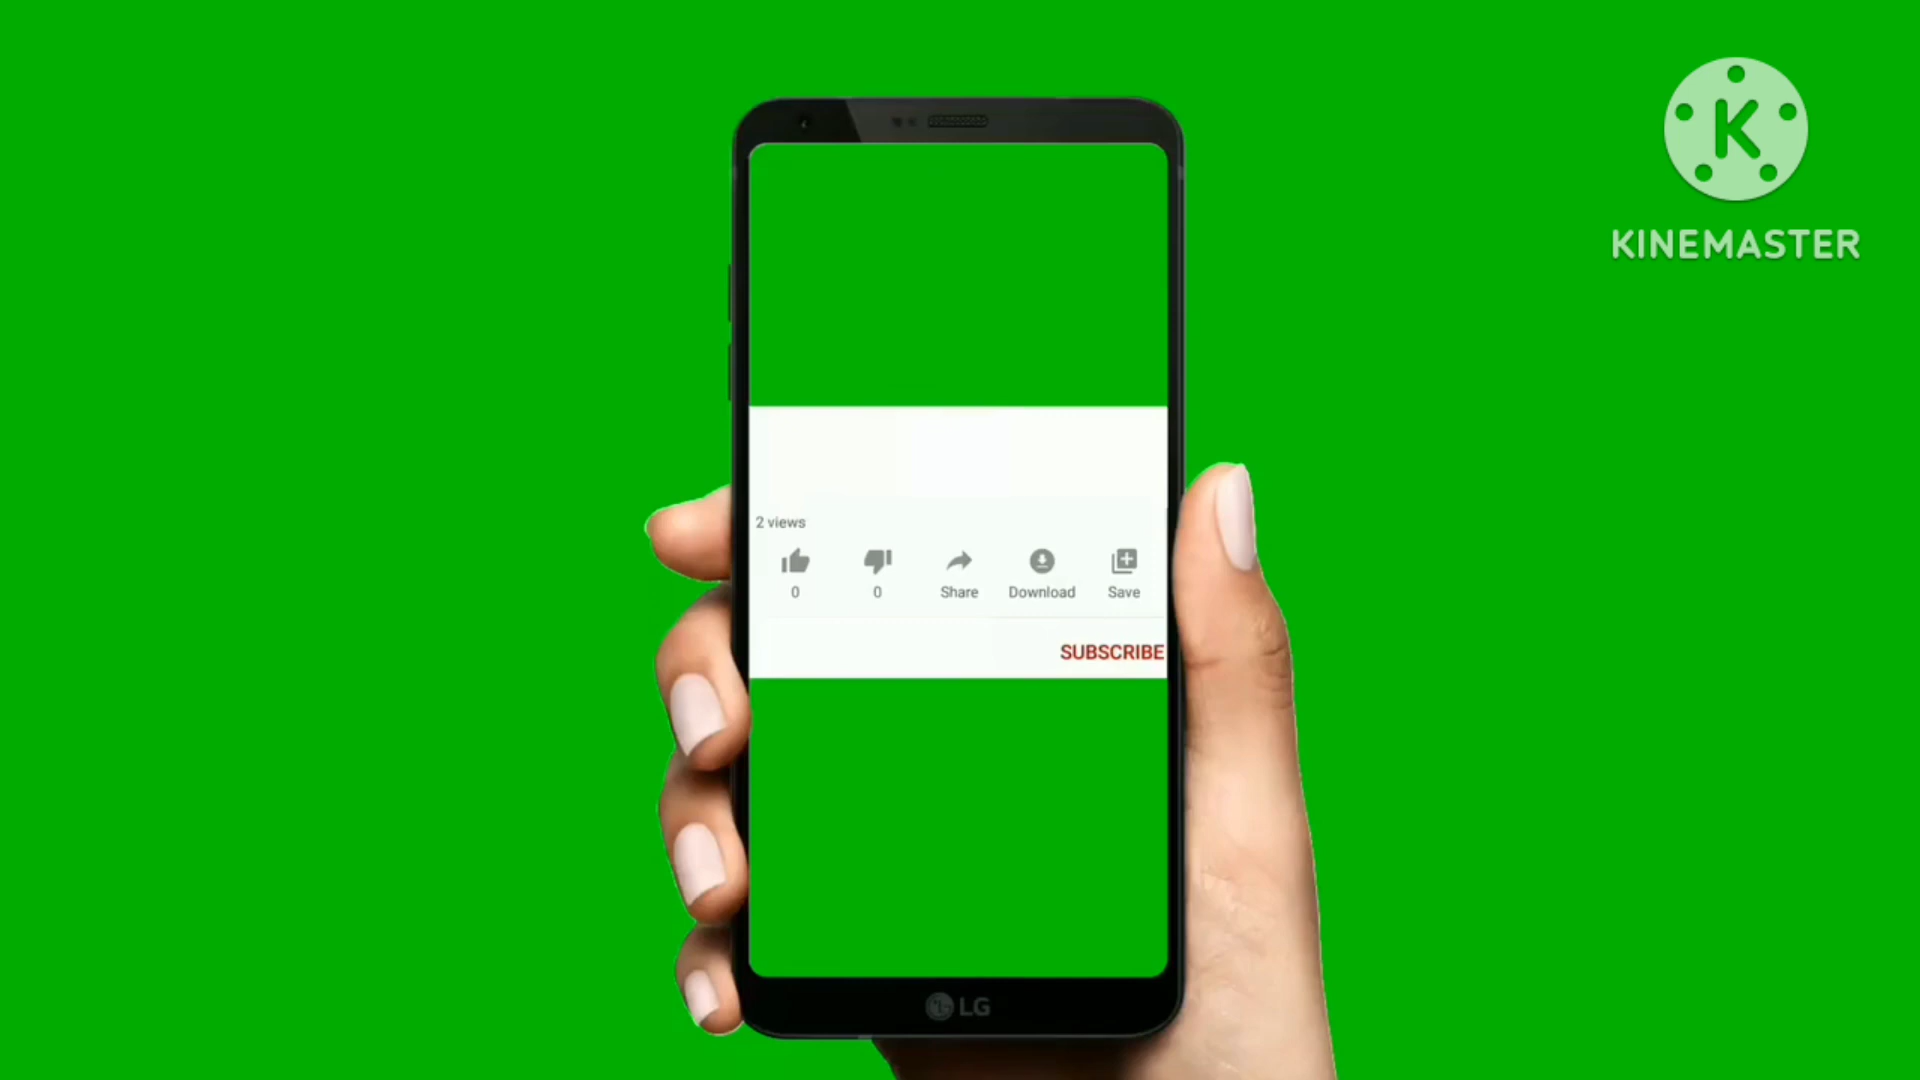 K
KINEMASTER
2 views
0 0 Share Download Save
SUBSCRIBE
LG